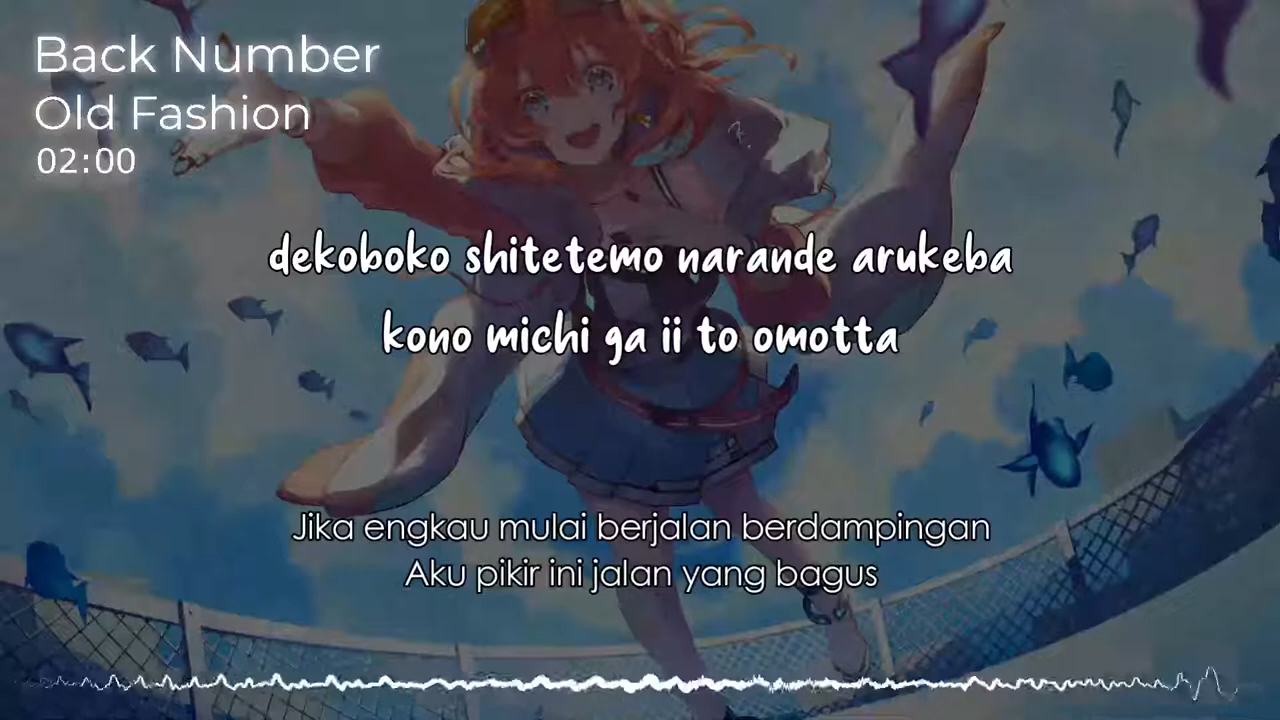 Back Number
Old Fashion
02:00
dekoboko shitetemo narande arukeba
kono michi ga ii to omotta
Jika engkau mulai berjalan berdampingan
Aku pikir ini jalan yang bagus